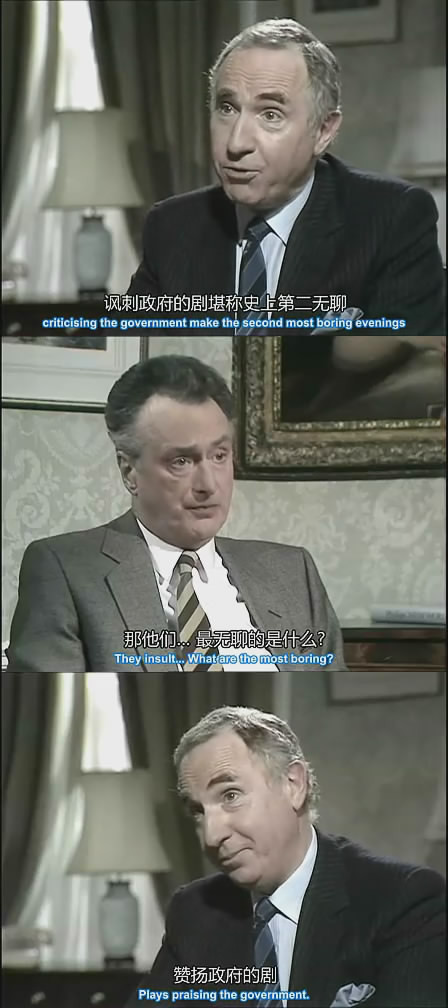 讽刺政府的剧堪称史上第二无聊
criticising the government make the second most boring evenings
那他们... 最无聊的是什么?
They insult... What are the most boring?
赞扬政府的剧
Plays praising the government.